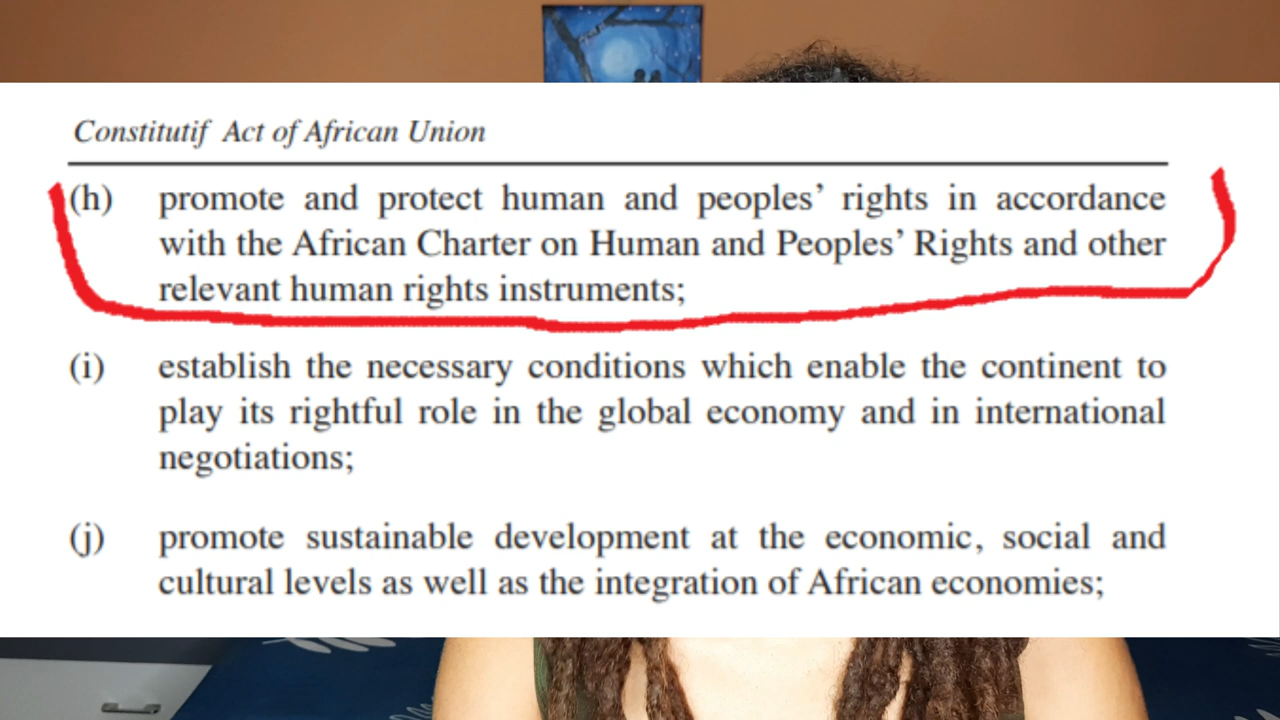 Constitutif Act of African Union
(h) promote and protect human and peoples’ rights in accordance
with the African Charter on Human and Peoples’ Rights and other
relevant human rights instruments;
(i) establish the necessary conditions which enable the continent to
play its rightful role in the global economy and in international
negotiations;
(j) promote sustainable development at the economic, social and
cultural levels as well as the integration of African economies;